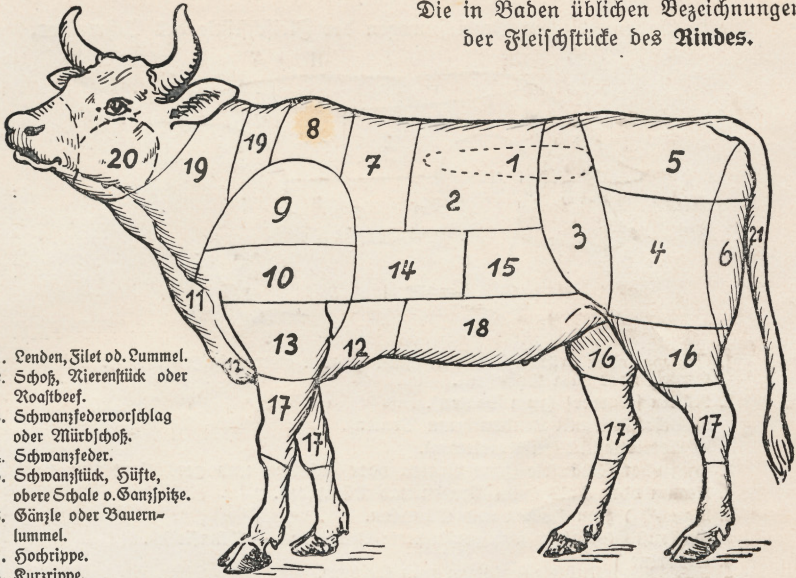 Die in Baden üblichen Bezeichnungen
der Fleischstücke des Rindes.
8
19
19
20
7
1
2
5
9
3
4
6
21
10
14
15
11
13
12
18
12
16
16
17
17
17
17
. Lenden, Filet od. Lummel.
. Schoß, Nierenstück oder
Roastbeef.
. Schwanzfedervorschlag
oder Mürbschoß.
. Schwanzfeder.
. Schwanzstück, Hüfte,
obere Schale o. Ganzspitze.
. Gänzle oder Bauern-
lummel.
. Hochrippe.
. Kurzrippe.